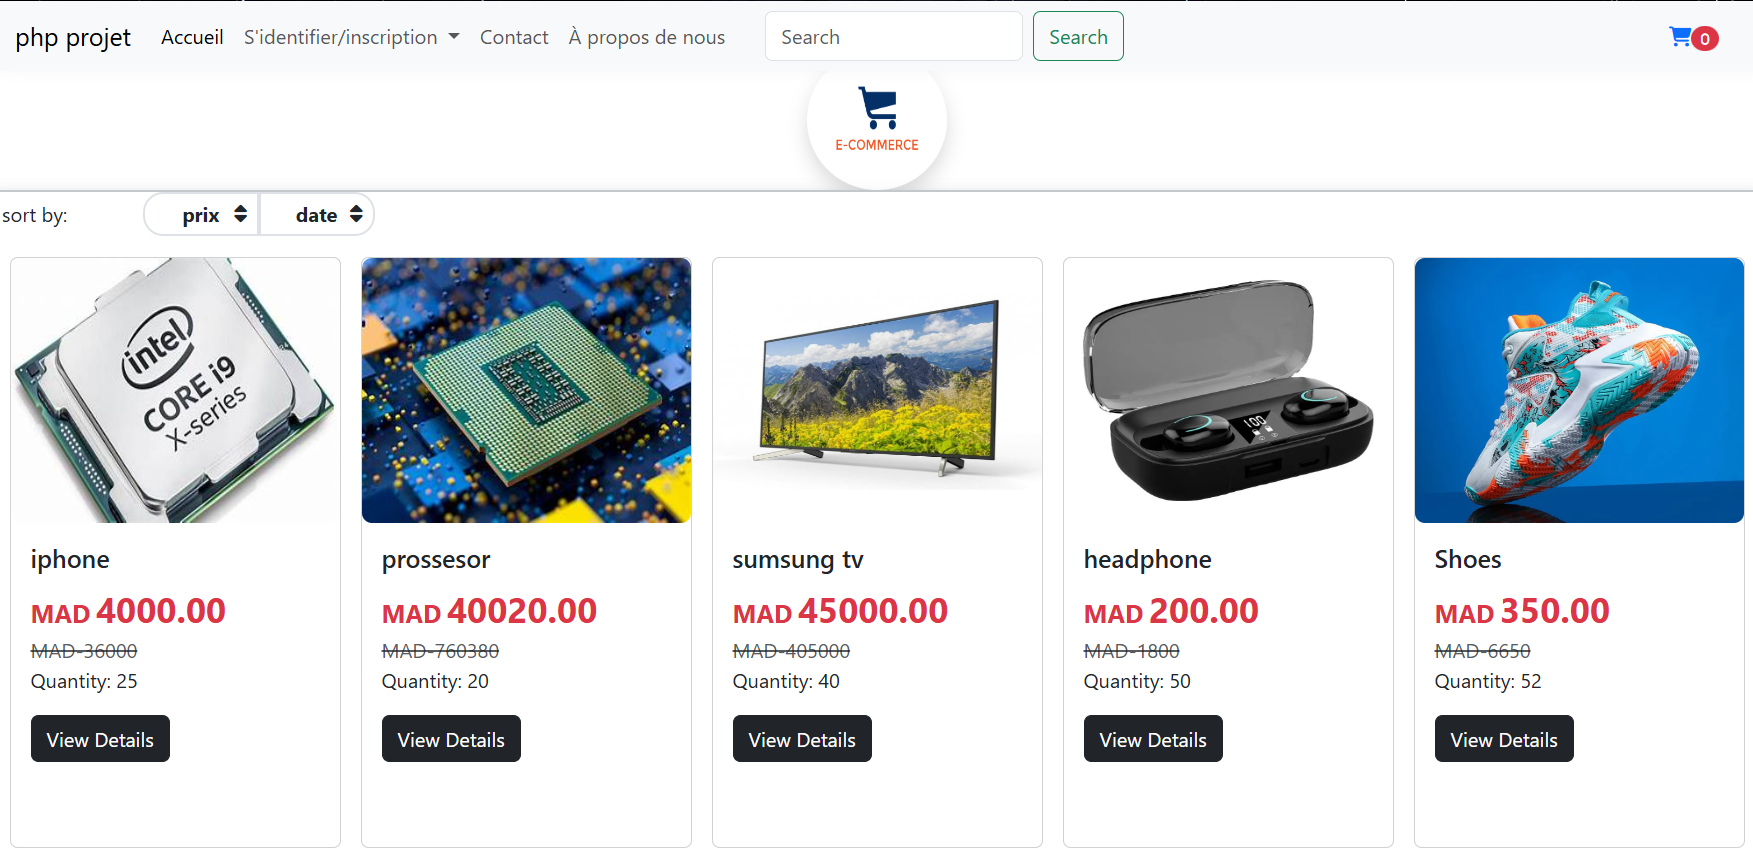 php projet Accueil S'identifier/inscription Contact À propos de nous Search Search 0
E-COMMERCE
sort by: prix date
intel
CORE i9
X-series
100
iphone
MAD 4000.00
MAD-36000
Quantity: 25
View Details
prossesor
MAD 40020.00
MAD-760380
Quantity: 20
View Details
sumsung tv
MAD 45000.00
MAD-405000
Quantity: 40
View Details
headphone
MAD 200.00
MAD-1800
Quantity: 50
View Details
Shoes
MAD 350.00
MAD-6650
Quantity: 52
View Details